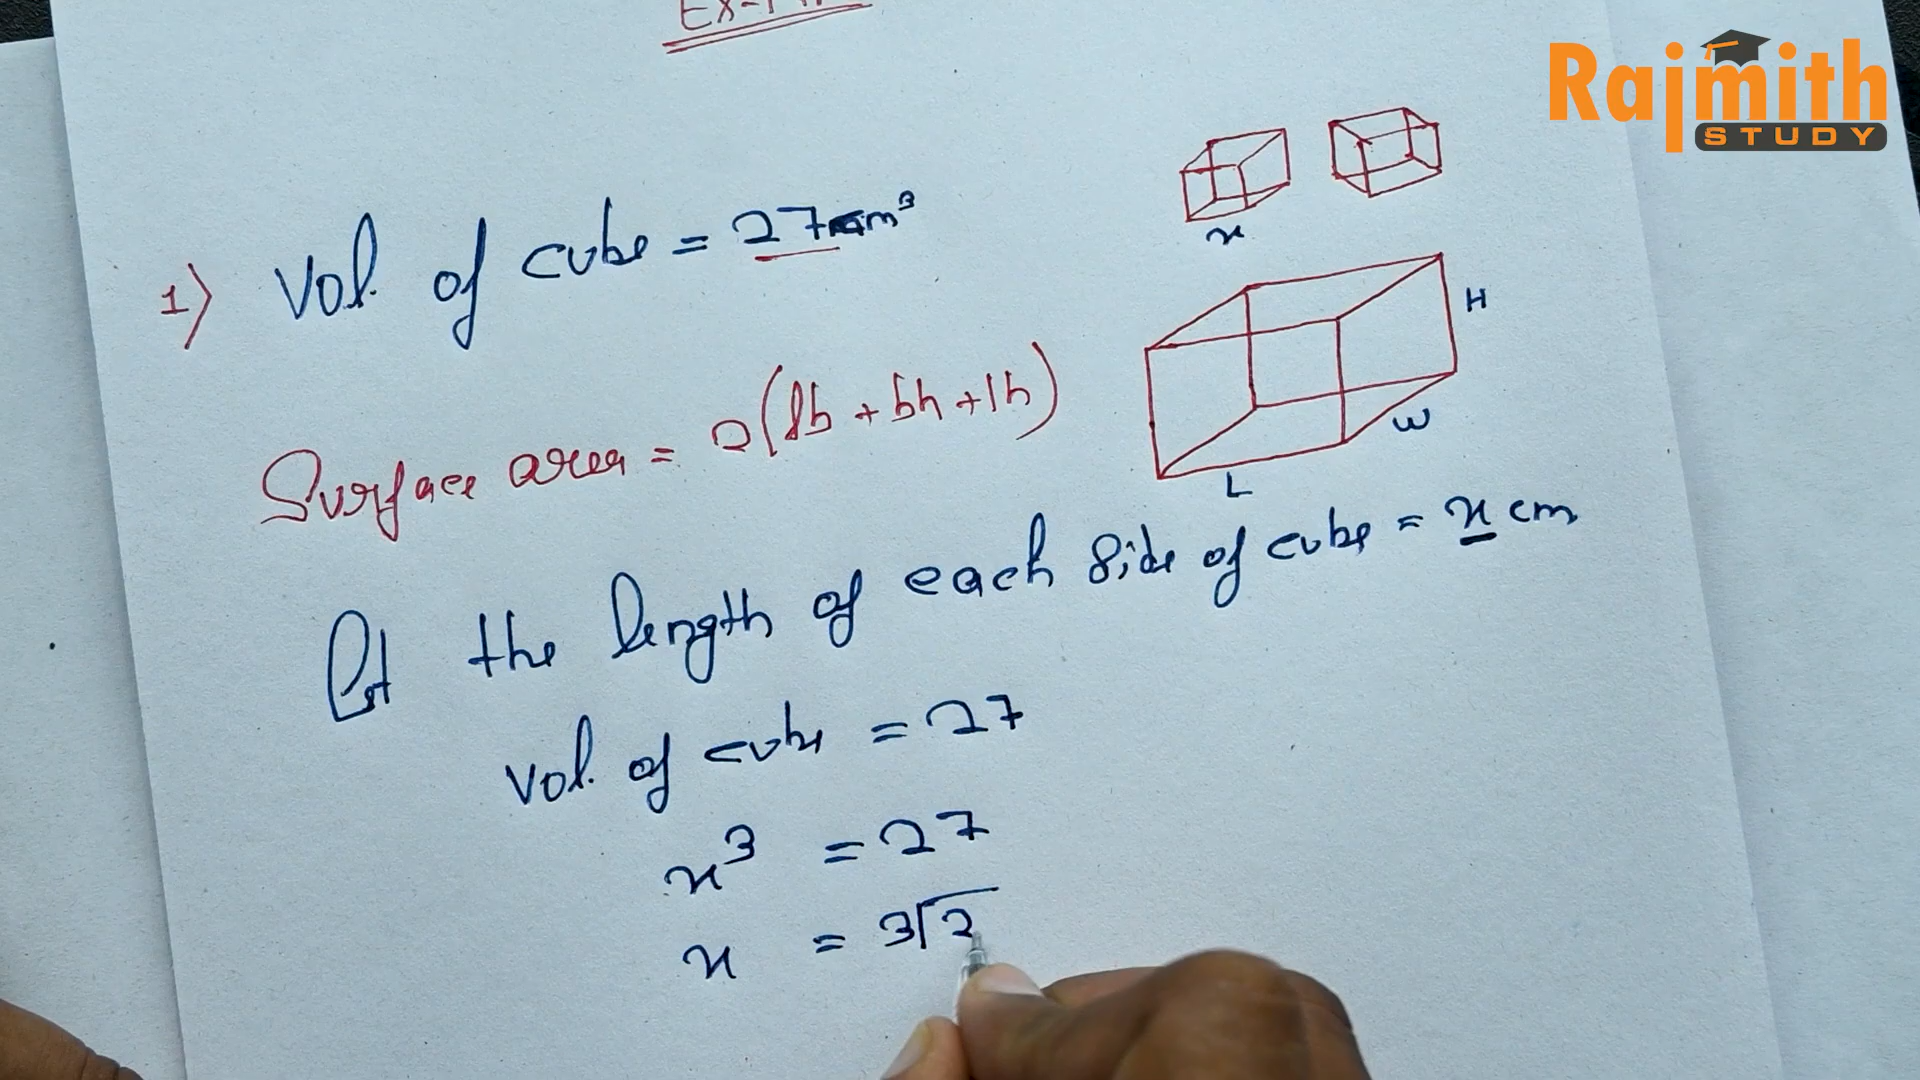 Rajmith
STUDY
1) Vol. of cube = 27 cm³
Surface area = 2(lb + bh + lh)
x
H
W
L
Let the length of each side of cube = x cm
Vol. of cube = 27
x³ = 27
x = 3√2